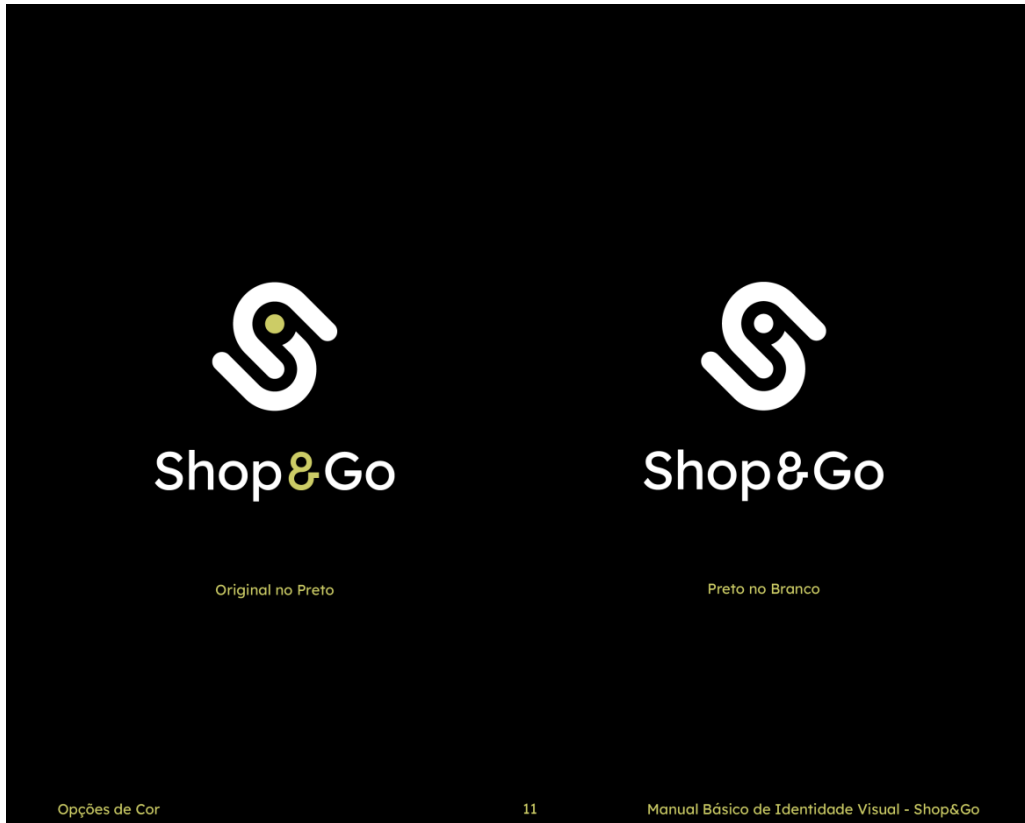 Shop&Go
Shop&Go
Original no Preto
Preto no Branco
Opções de Cor
11
Manual Básico de Identidade Visual - Shop&Go